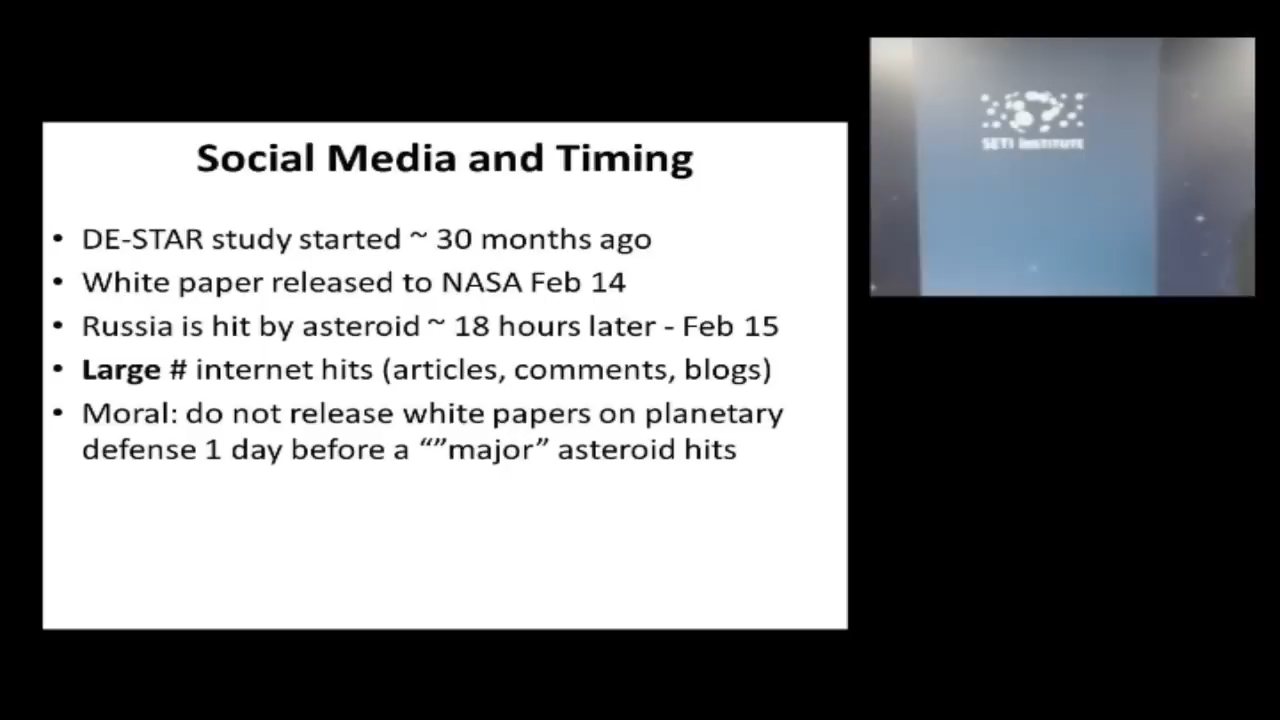 Social Media and Timing
• DE-STAR study started ~ 30 months ago
• White paper released to NASA Feb 14
• Russia is hit by asteroid ~ 18 hours later - Feb 15
• Large # internet hits (articles, comments, blogs)
• Moral: do not release white papers on planetary
defense 1 day before a “”major” asteroid hits
SETI INSTITUTE